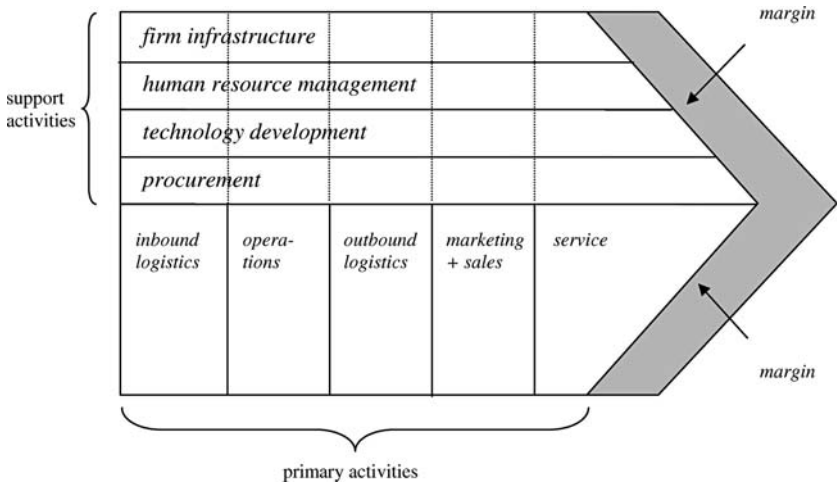 margin
firm infrastructure
human resource management
support
activities
technology development
procurement
inbound
logistics
opera-
tions
outbound
logistics
marketing
+ sales
service
margin
primary activities